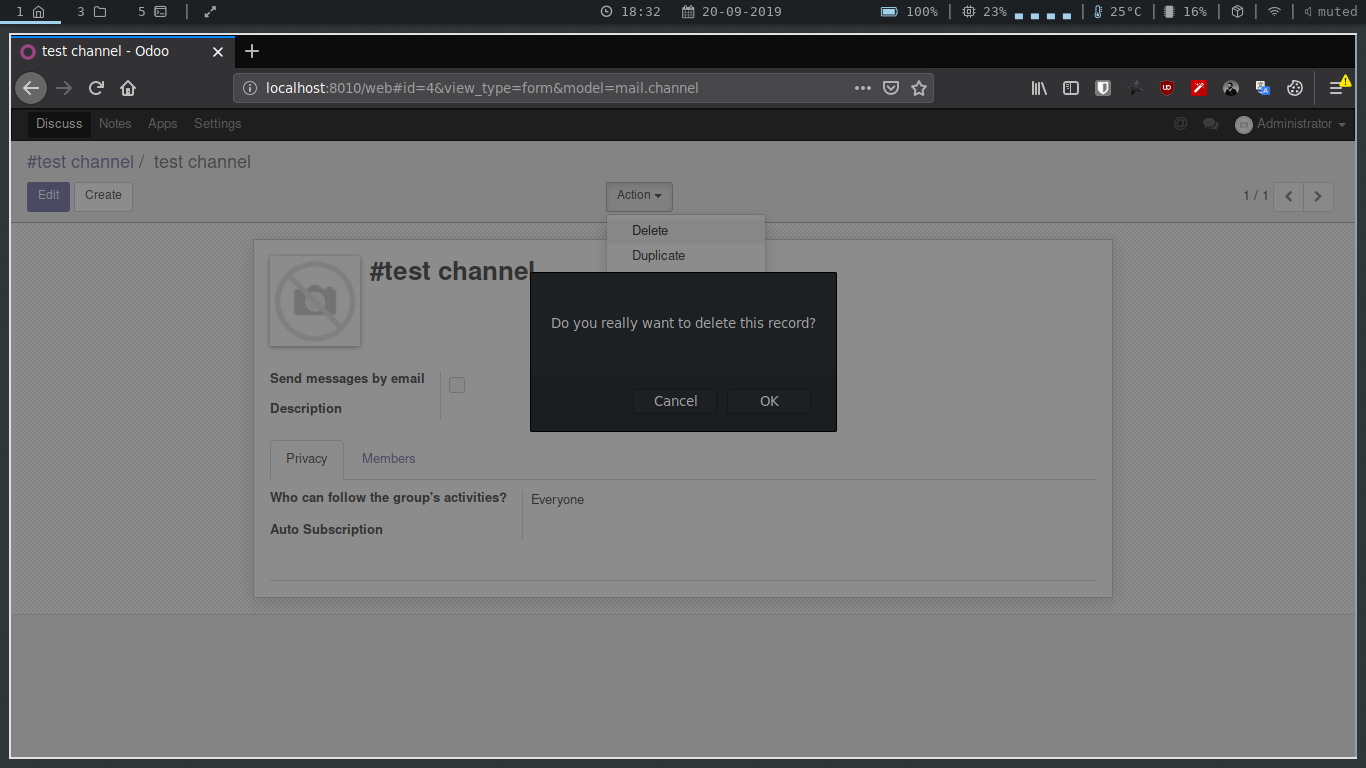 1 3 5 18:32 20-09-2019 100% 23% 25°C 16% muted
test channel - Odoo
localhost:8010/web#id=4&view_type=form&model=mail.channel
Discuss Notes Apps Settings Administrator
#test channel / test channel
Edit Create Action 1 / 1
Delete
Duplicate
#test channel
Do you really want to delete this record?
Cancel OK
Send messages by email
Description
Privacy Members
Who can follow the group's activities? Everyone
Auto Subscription